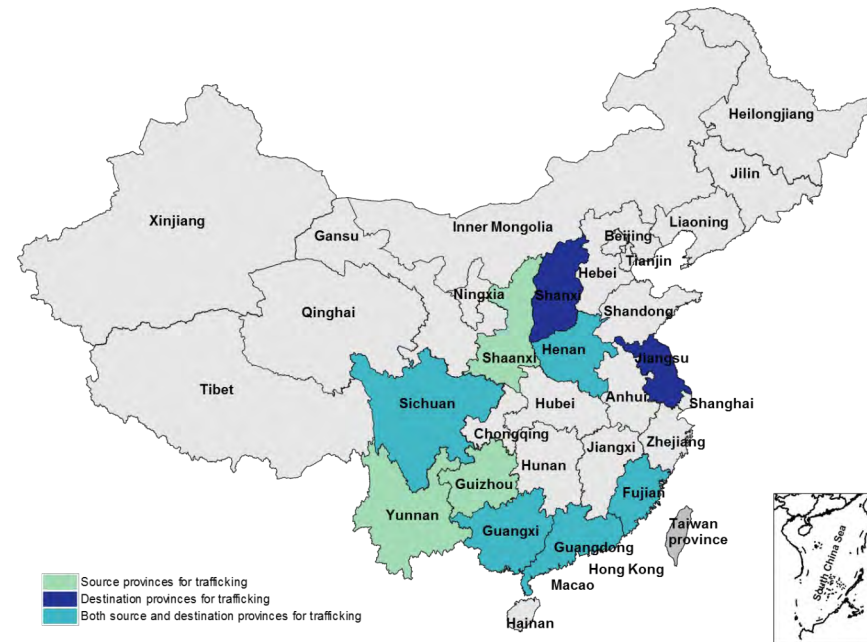 Heilongjiang
Jilin
Xinjiang
Liaoning
Inner Mongolia
Gansu
Beijing
Tianjin
Hebei
Ningxia
Shanxi
Qinghai
Shandong
Shaanxi
Henan
Jiangsu
Tibet
Sichuan
Hubei
Anhui
Shanghai
Chongqing
Zhejiang
Jiangxi
Hunan
Guizhou
Fujian
Yunnan
Guangxi
Taiwan
province
Guangdong
Hong Kong
Macao
Hainan
South China Sea
Source provinces for trafficking
Destination provinces for trafficking
Both source and destination provinces for trafficking